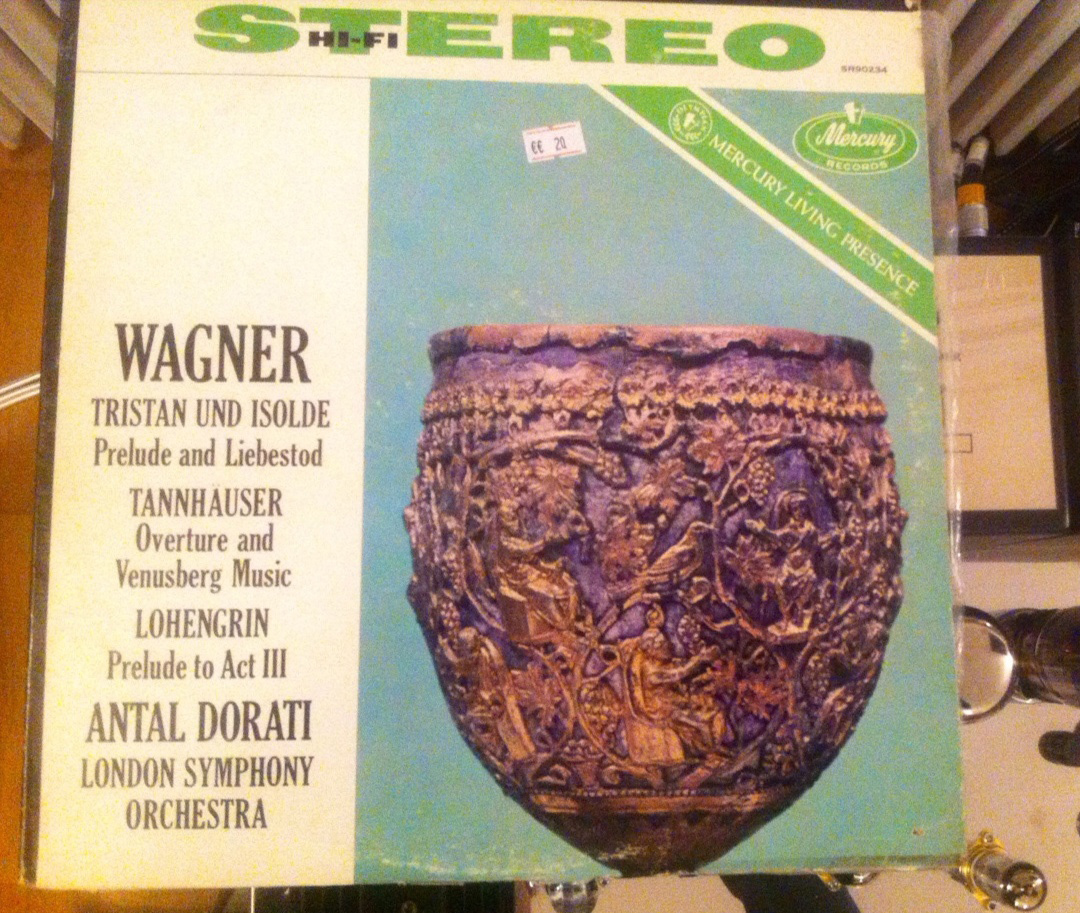 STEREO
HI-FI
SR90234
€€ 20
Mercury
RECORDS
MERCURY LIVING PRESENCE
WAGNER
TRISTAN UND ISOLDE
Prelude and Liebestod
TANNHÄUSER
Overture and
Venusberg Music
LOHENGRIN
Prelude to Act III
ANTAL DORATI
LONDON SYMPHONY
ORCHESTRA